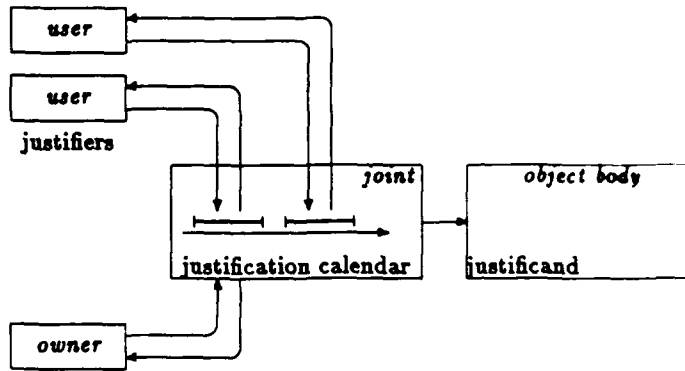 user
user
justifiers
joint
object body
justification calendar
justificand
owner